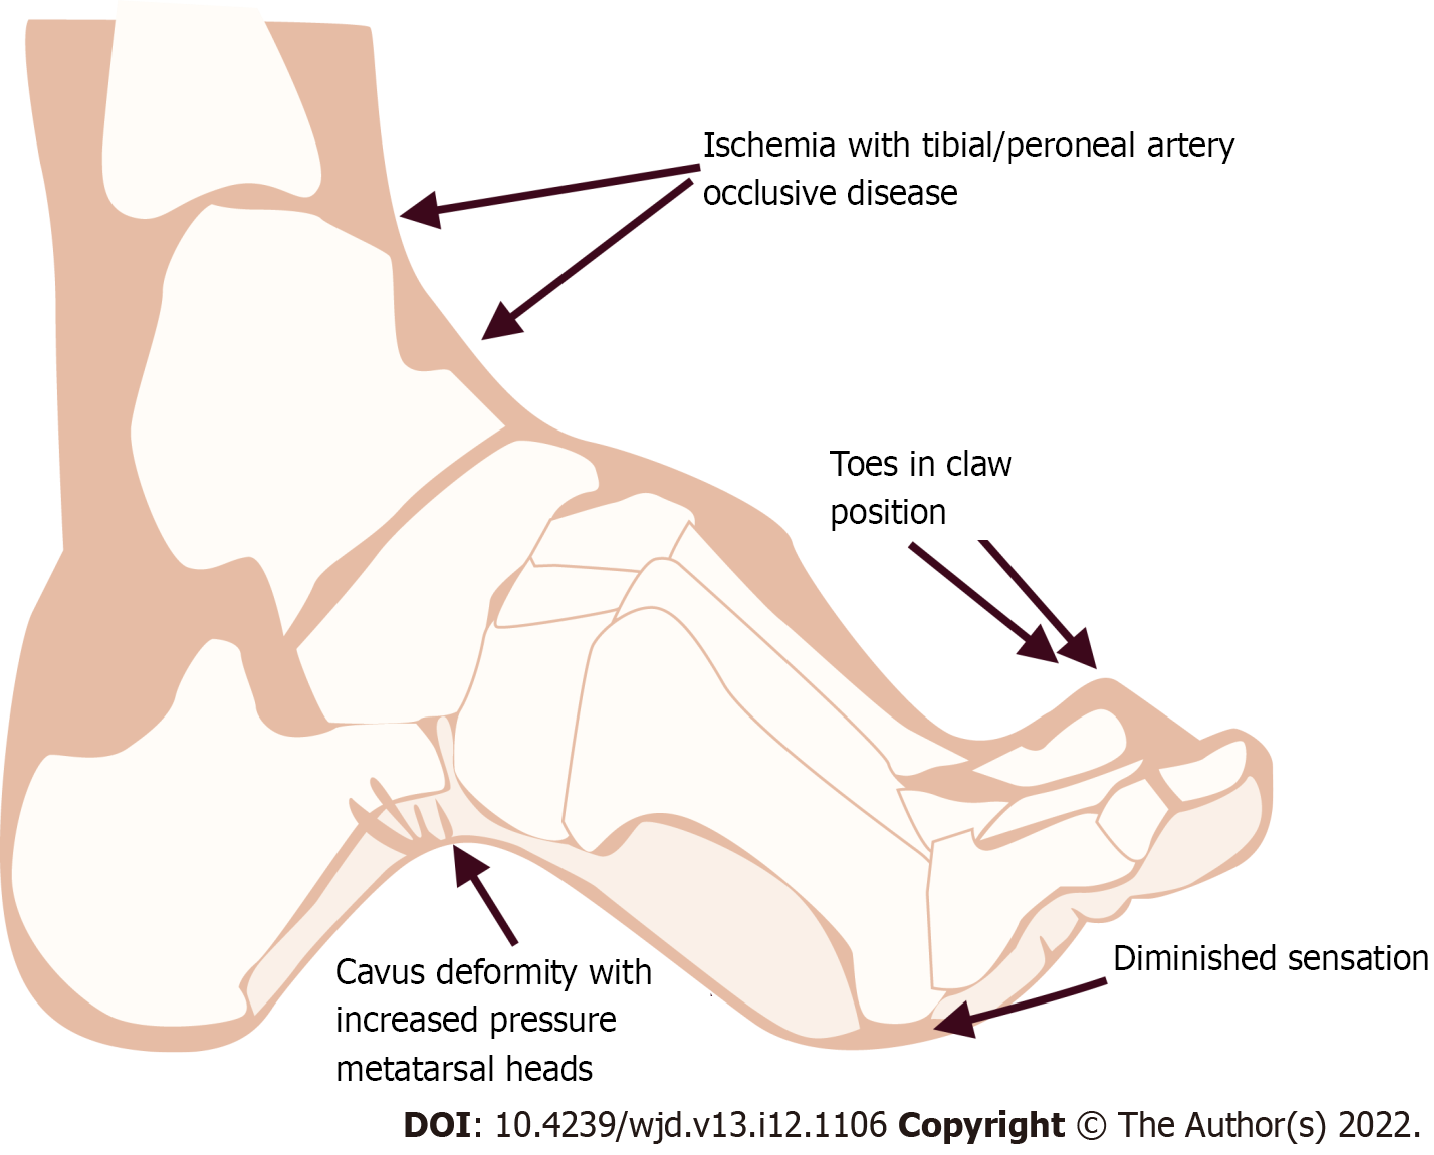 Ischemia with tibial/peroneal artery
occlusive disease
Toes in claw
position
Diminished sensation
Cavus deformity with
increased pressure
metatarsal heads
DOI: 10.4239/wjd.v13.i12.1106 Copyright © The Author(s) 2022.